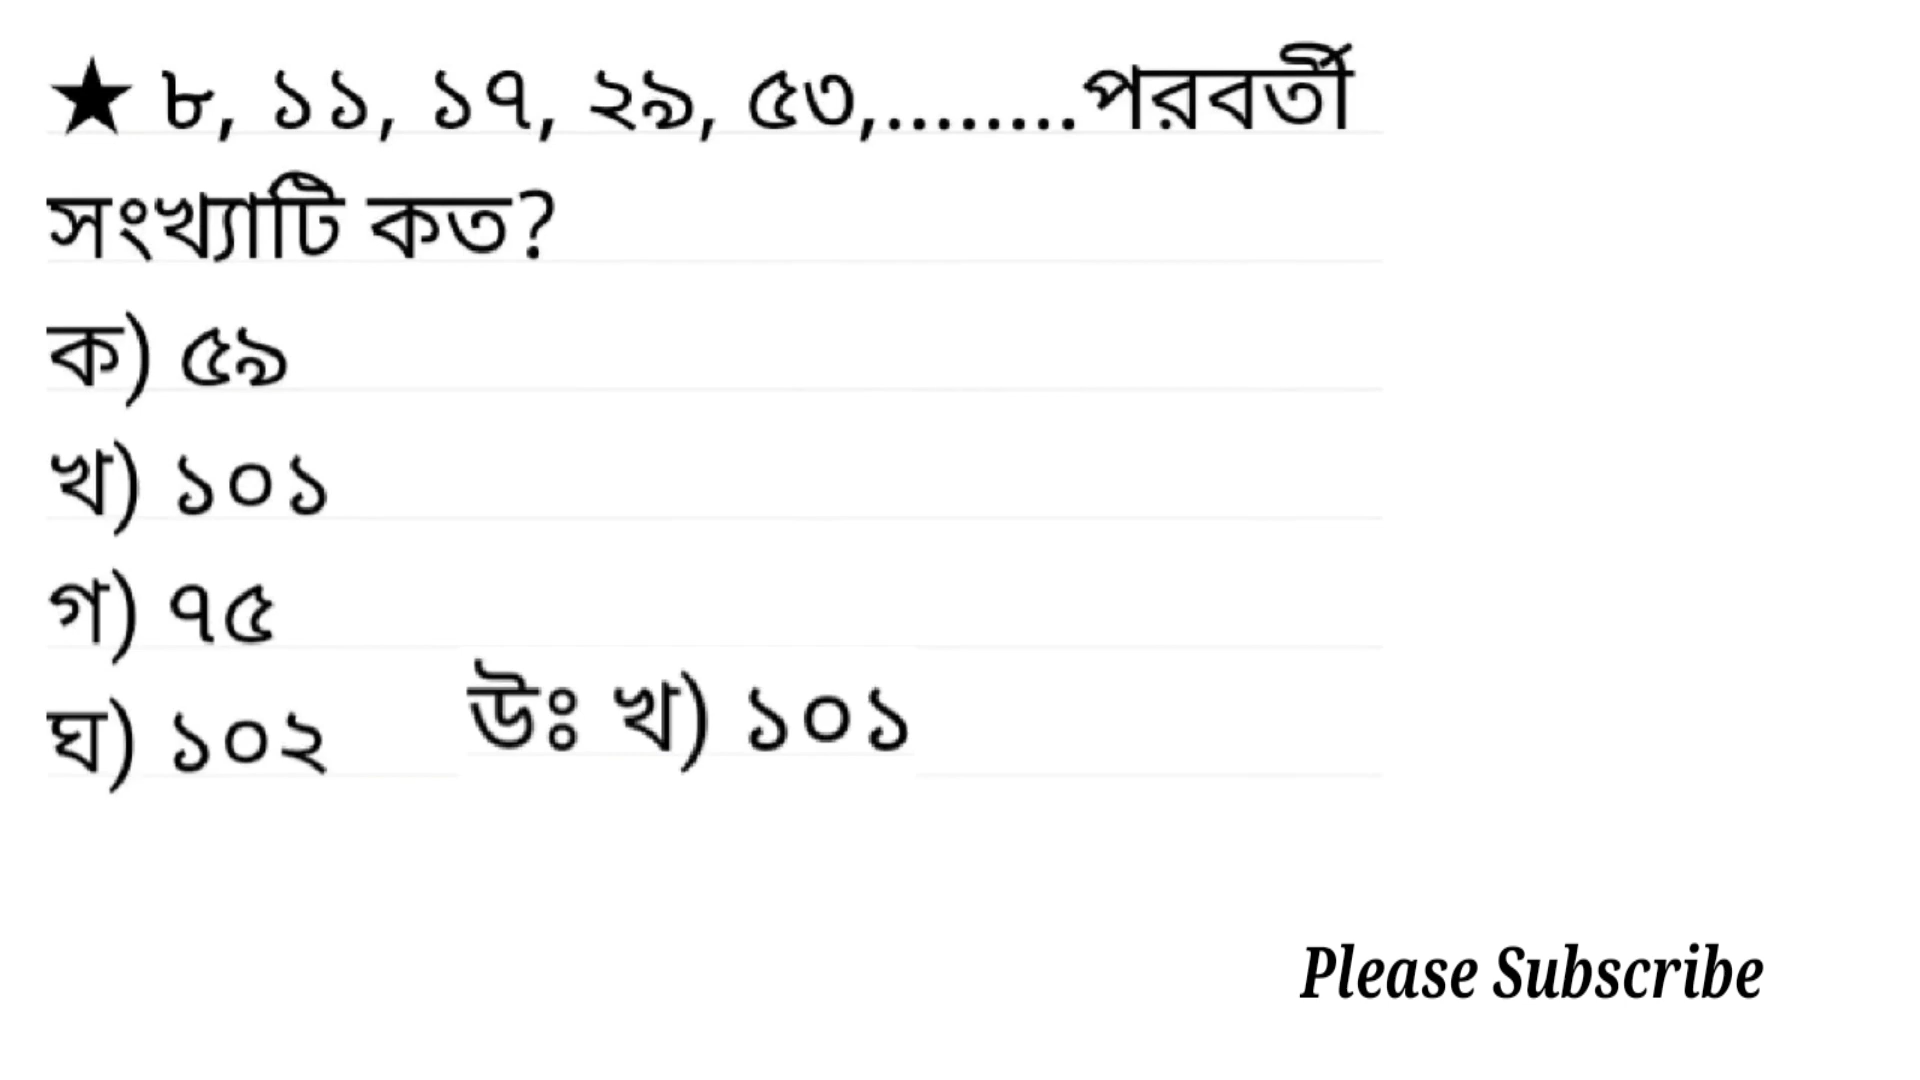 ★ ৮, ১১, ১৭, ২৯, ৫৩,........পরবর্তী
সংখ্যাটি কত?
ক) ৫৯
খ) ১০১
গ) ৭৫
ঘ) ১০২
উঃ খ) ১০১
Please Subscribe